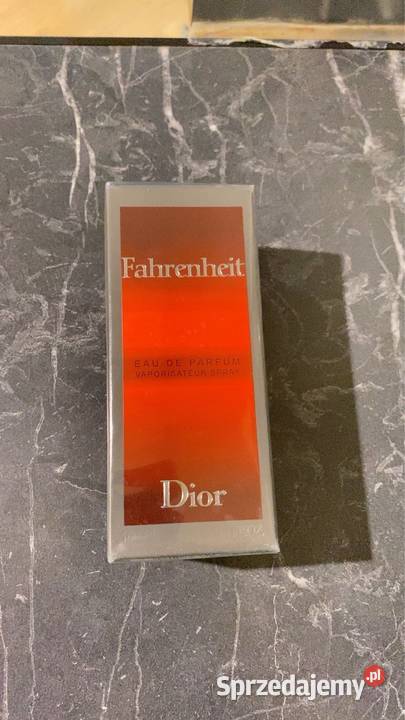 Fahrenheit
EAU DE PARFUM
VAPORISATEUR SPRAY
Dior
Sprzedajemy.pl